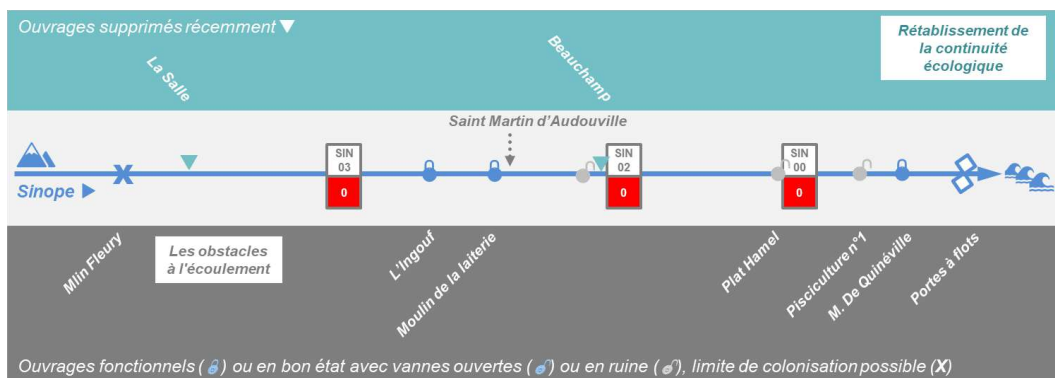 Ouvrages supprimés récemment
Rétablissement de
la continuité
écologique
La Salle
Beauchamp
Saint Martin d'Audouville
SIN
03
0
SIN
02
0
SIN
00
0
Sinope
Les obstacles
à l'écoulement
Mlin Fleury
L'Ingouf
Moulin de la laiterie
Plat Hamel
Pisciculture n°1
M. De Quinéville
Portes à flots
Ouvrages fonctionnels ( ) ou en bon état avec vannes ouvertes ( ) ou en ruine ( ), limite de colonisation possible (X)